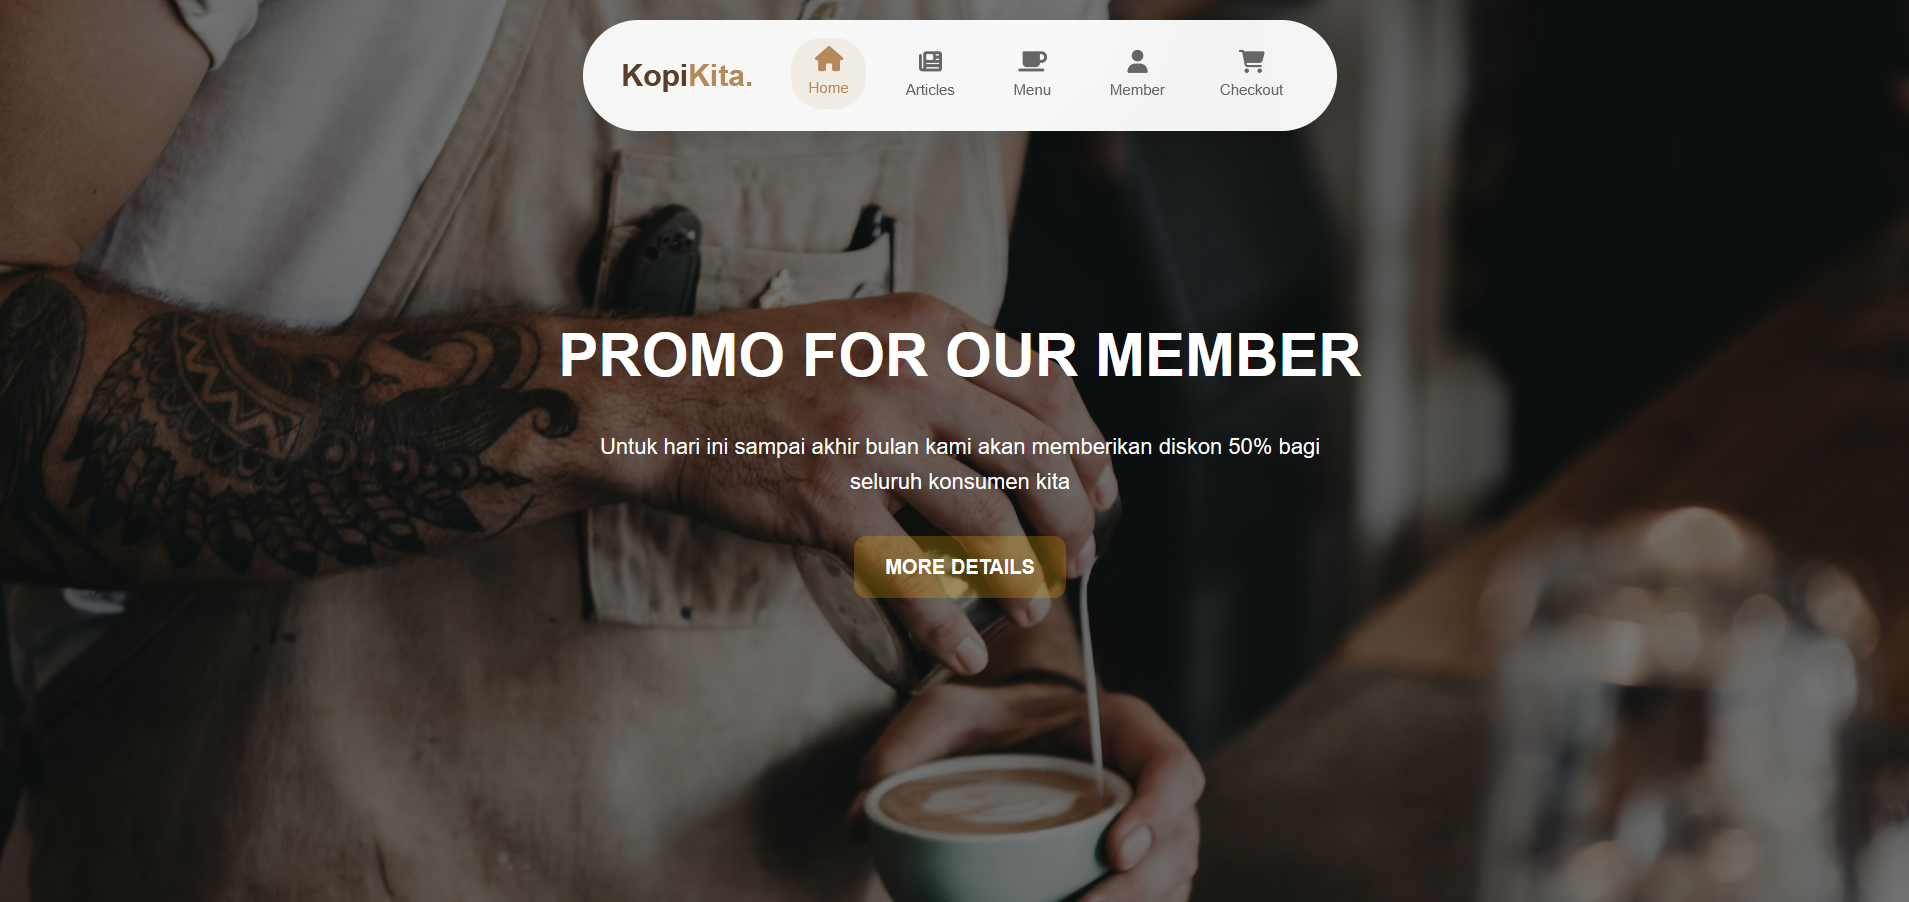 KopiKita.
Home
Articles
Menu
Member
Checkout
PROMO FOR OUR MEMBER
Untuk hari ini sampai akhir bulan kami akan memberikan diskon 50% bagi
seluruh konsumen kita
MORE DETAILS